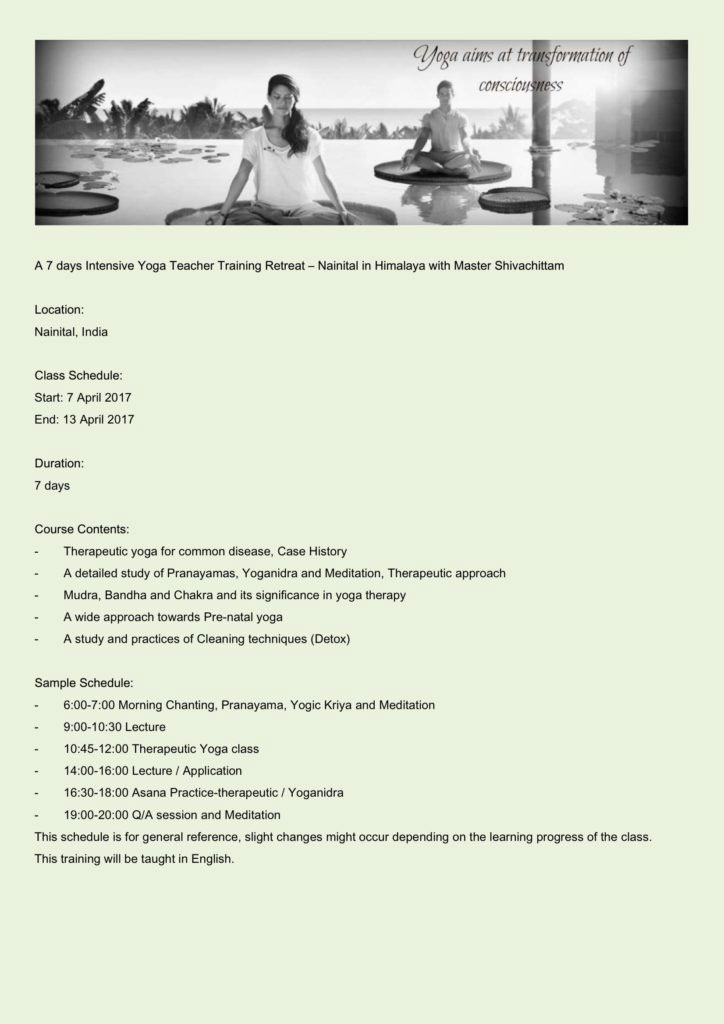 Yoga aims at transformation of
consciousness
A 7 days Intensive Yoga Teacher Training Retreat – Nainital in Himalaya with Master Shivachittam
Location:
Nainital, India
Class Schedule:
Start: 7 April 2017
End: 13 April 2017
Duration:
7 days
Course Contents:
- Therapeutic yoga for common disease, Case History
- A detailed study of Pranayamas, Yoganidra and Meditation, Therapeutic approach
- Mudra, Bandha and Chakra and its significance in yoga therapy
- A wide approach towards Pre-natal yoga
- A study and practices of Cleaning techniques (Detox)
Sample Schedule:
- 6:00-7:00 Morning Chanting, Pranayama, Yogic Kriya and Meditation
- 9:00-10:30 Lecture
- 10:45-12:00 Therapeutic Yoga class
- 14:00-16:00 Lecture / Application
- 16:30-18:00 Asana Practice-therapeutic / Yoganidra
- 19:00-20:00 Q/A session and Meditation
This schedule is for general reference, slight changes might occur depending on the learning progress of the class.
This training will be taught in English.